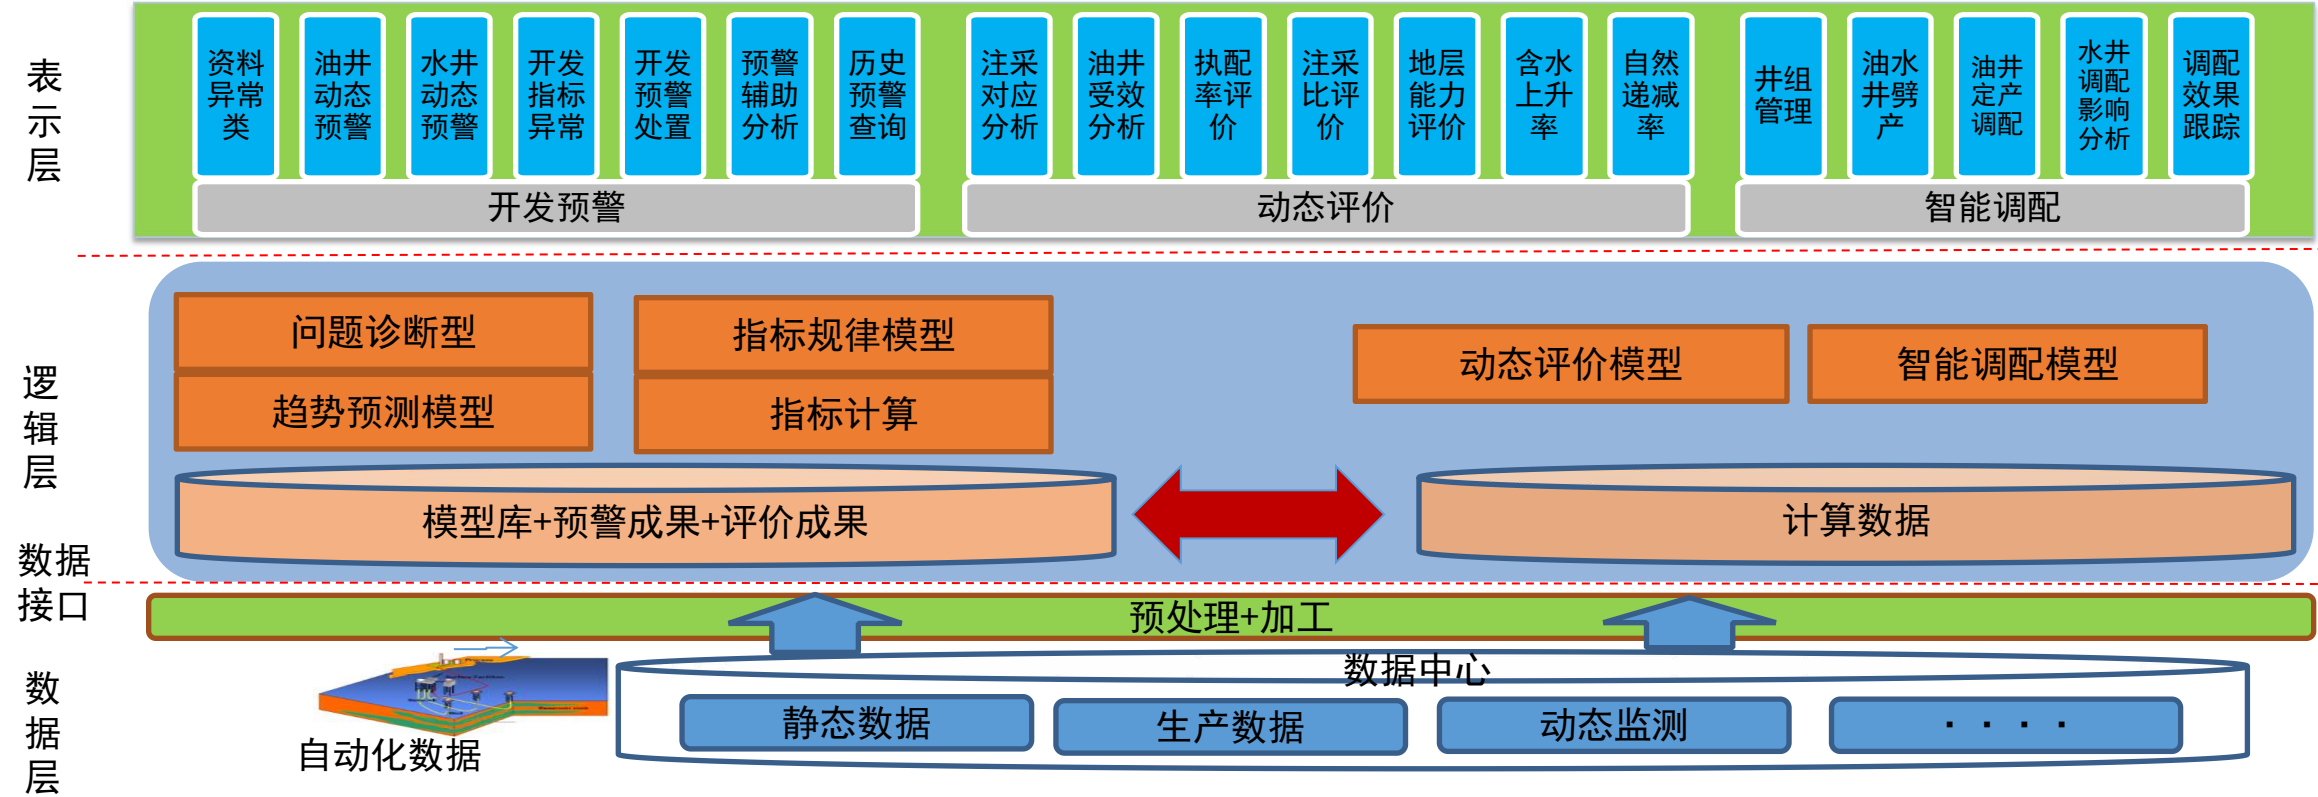 表
示
层
资料
异常
类
油井
动态
预警
水井
动态
预警
开发
指标
异常
开发
预警
处置
预警
辅助
分析
历史
预警
查询
开发预警
注采
对应
分析
油井
受效
分析
执配
率评
价
注采
比评
价
地层
能力
评价
含水
上升
率
自然
递减
率
动态评价
井组
管理
油水
井劈
产
油井
定产
调配
水井
调配
影响
分析
调配
效果
跟踪
智能调配
逻
辑
层
问题诊断型
趋势预测模型
指标规律模型
指标计算
动态评价模型
智能调配模型
模型库+预警成果+评价成果
计算数据
数据
接口
预处理+加工
数
据
层
自动化数据
数据中心
静态数据
生产数据
动态监测
· · · ·